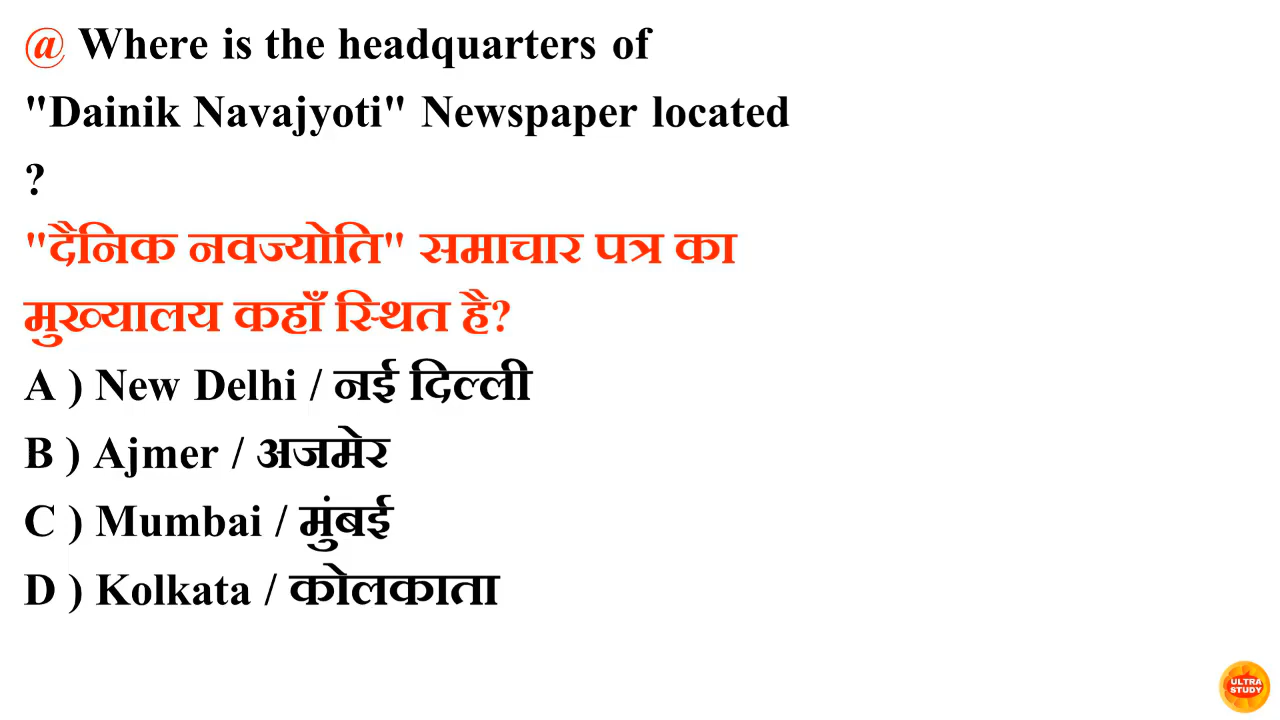 @ Where is the headquarters of
"Dainik Navajyoti" Newspaper located
?
"दैनिक नवज्योति" समाचार पत्र का
मुख्यालय कहाँ स्थित है?
A ) New Delhi / नई दिल्ली
B ) Ajmer / अजमेर
C ) Mumbai / मुंबई
D ) Kolkata / कोलकाता
ULTRA
STUDY